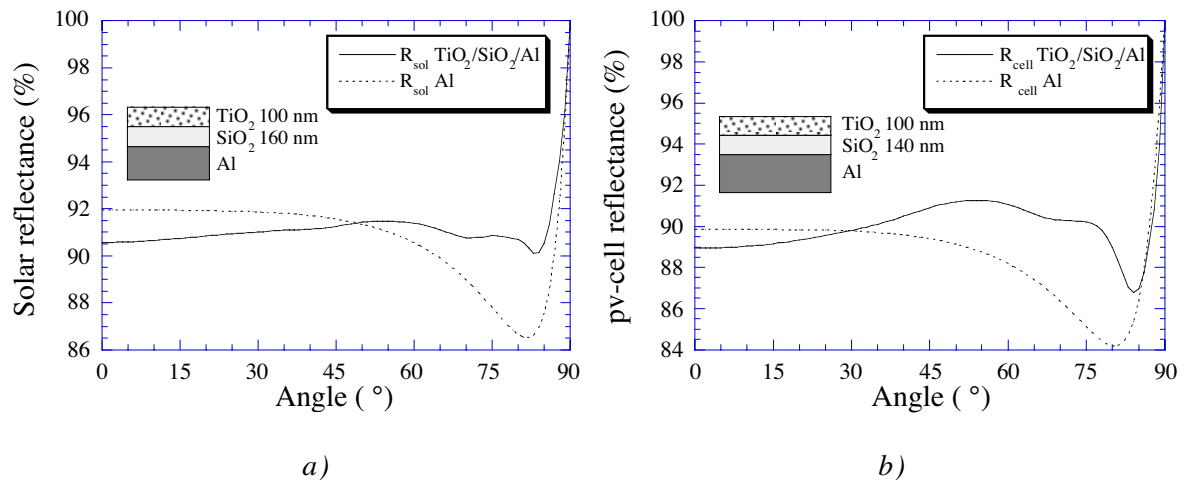 R_sol TiO2/SiO2/Al
R_sol Al
TiO2 100 nm
SiO2 160 nm
Al
Solar reflectance (%)
100
98
96
94
92
90
88
86
0 15 30 45 60 75 90
Angle ( °)
a)
R_cell TiO2/SiO2/Al
R_cell Al
TiO2 100 nm
SiO2 140 nm
Al
pv-cell reflectance (%)
100
98
96
94
92
90
88
86
84
0 15 30 45 60 75 90
Angle ( °)
b)